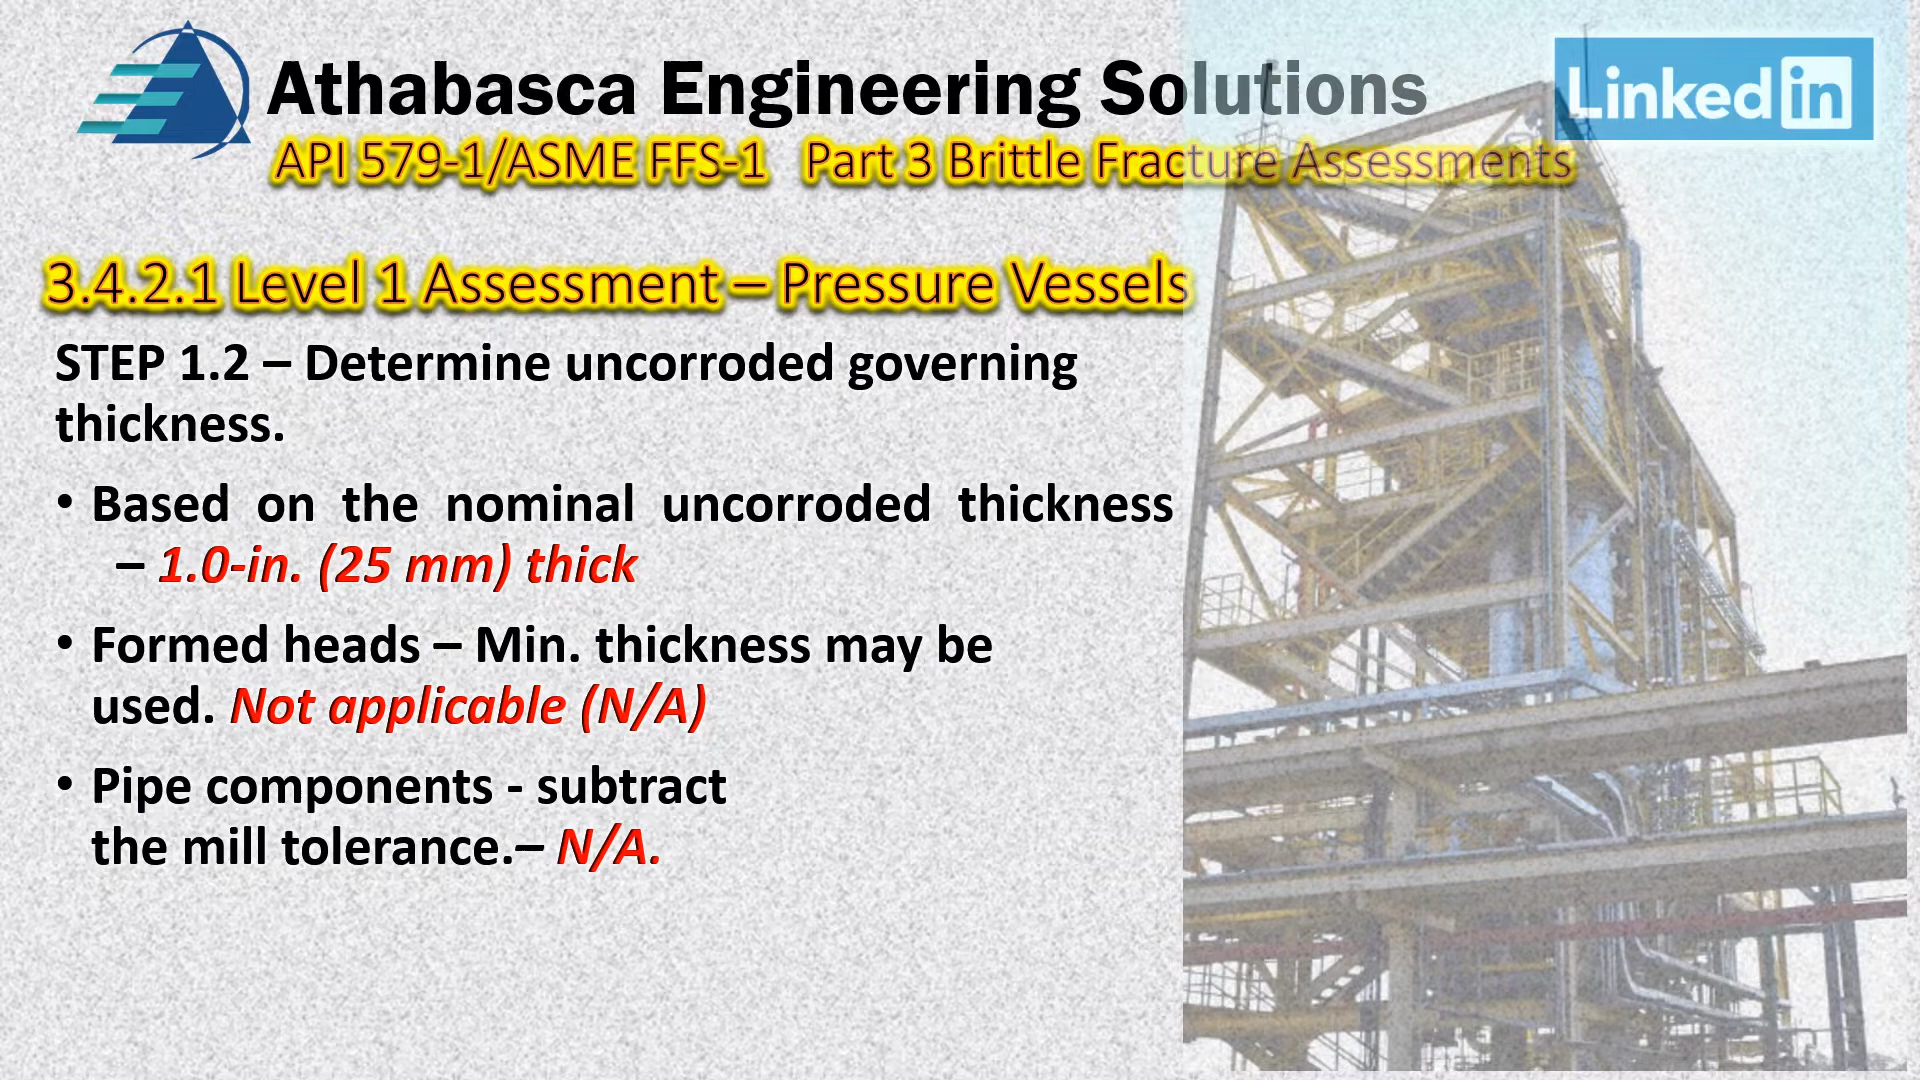 Athabasca Engineering Solutions
LinkedIn
API 579-1/ASME FFS-1 Part 3 Brittle Fracture Assessments
3.4.2.1 Level 1 Assessment – Pressure Vessels
STEP 1.2 – Determine uncorroded governing
thickness.
• Based on the nominal uncorroded thickness
– 1.0-in. (25 mm) thick
• Formed heads – Min. thickness may be
used. Not applicable (N/A)
• Pipe components - subtract
the mill tolerance.– N/A.